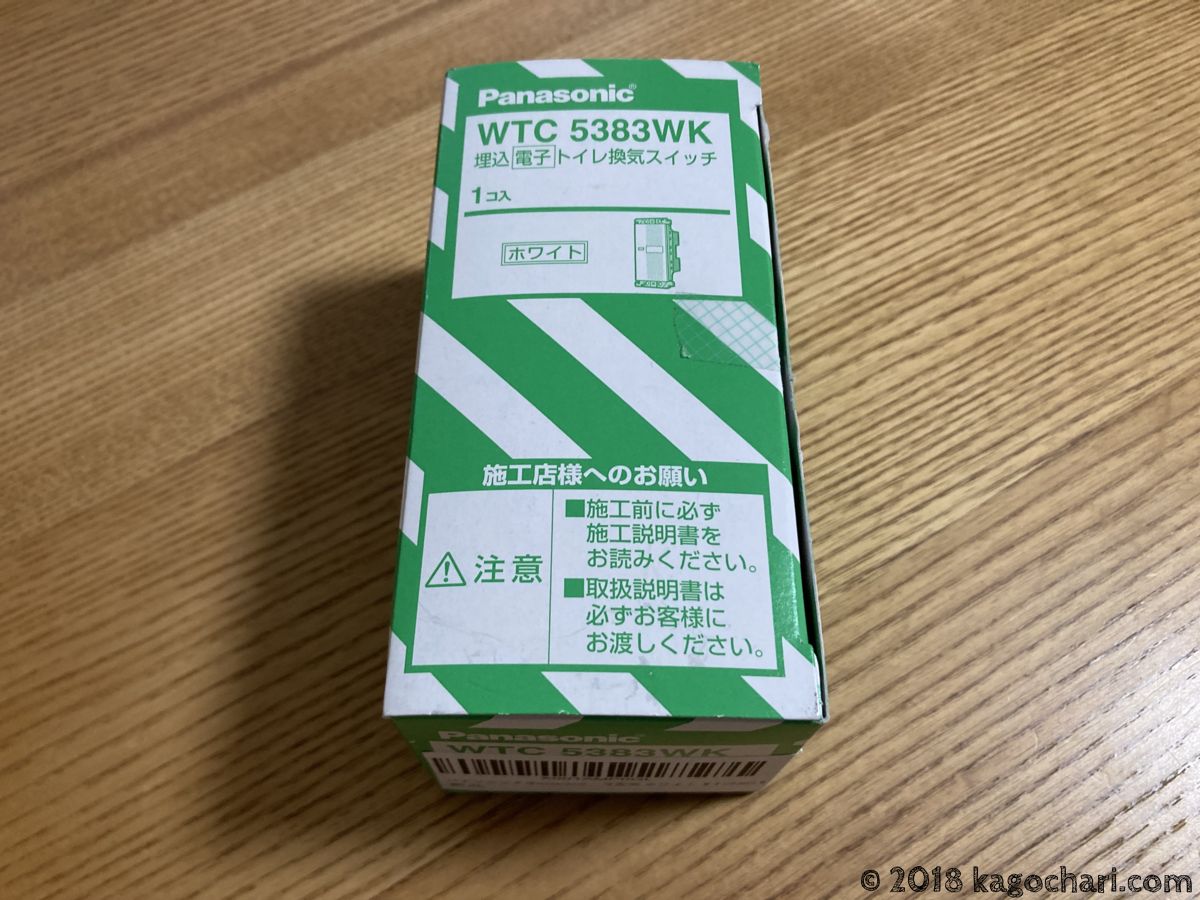 Panasonic®
WTC 5383WK
埋込 電子 トイレ換気スイッチ
1コ入
ホワイト
施工店様へのお願い
⚠ 注意
■施工前に必ず
施工説明書を
お読みください。
■取扱説明書は
必ずお客様に
お渡しください。
Panasonic
WTC 5383WK
© 2018 kagochari.com